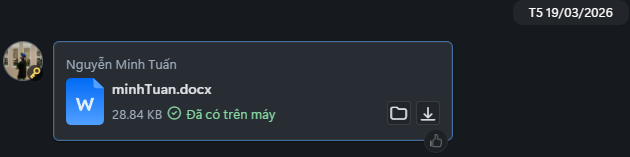 T5 19/03/2026
Nguyễn Minh Tuấn
W
minhTuan.docx
28.84 KB Đã có trên máy